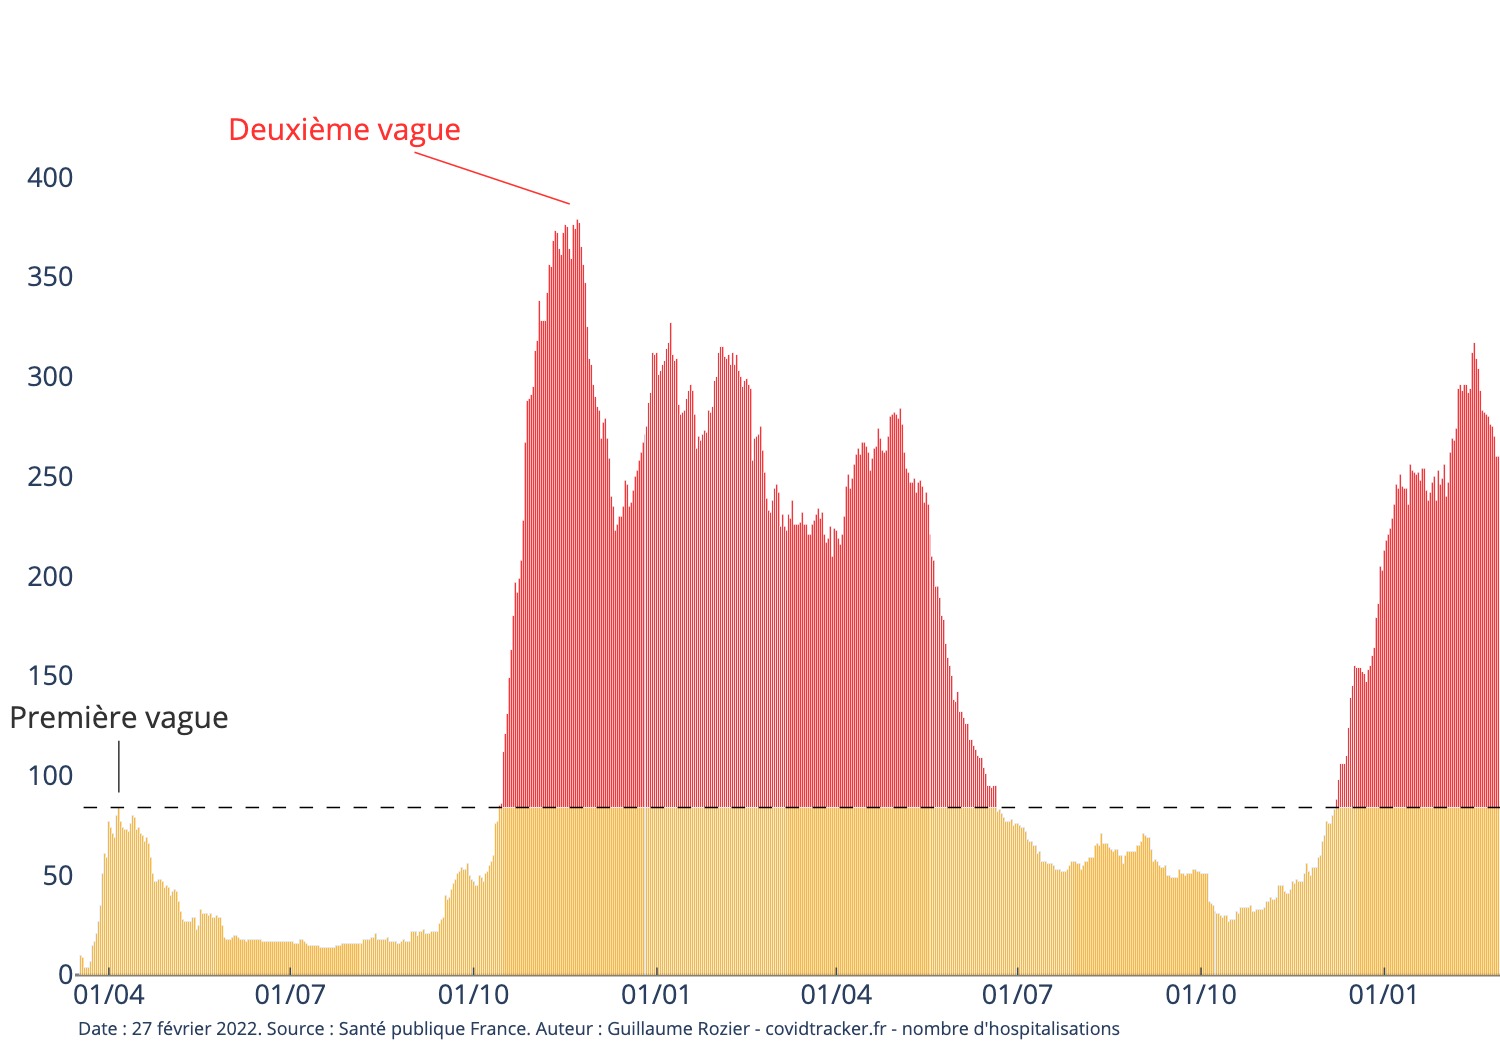 Deuxième vague
400
350
300
250
200
150
Première vague
100
50
0
01/04 01/07 01/10 01/01 01/04 01/07 01/10 01/01
Date : 27 février 2022. Source : Santé publique France. Auteur : Guillaume Rozier - covidtracker.fr - nombre d'hospitalisations